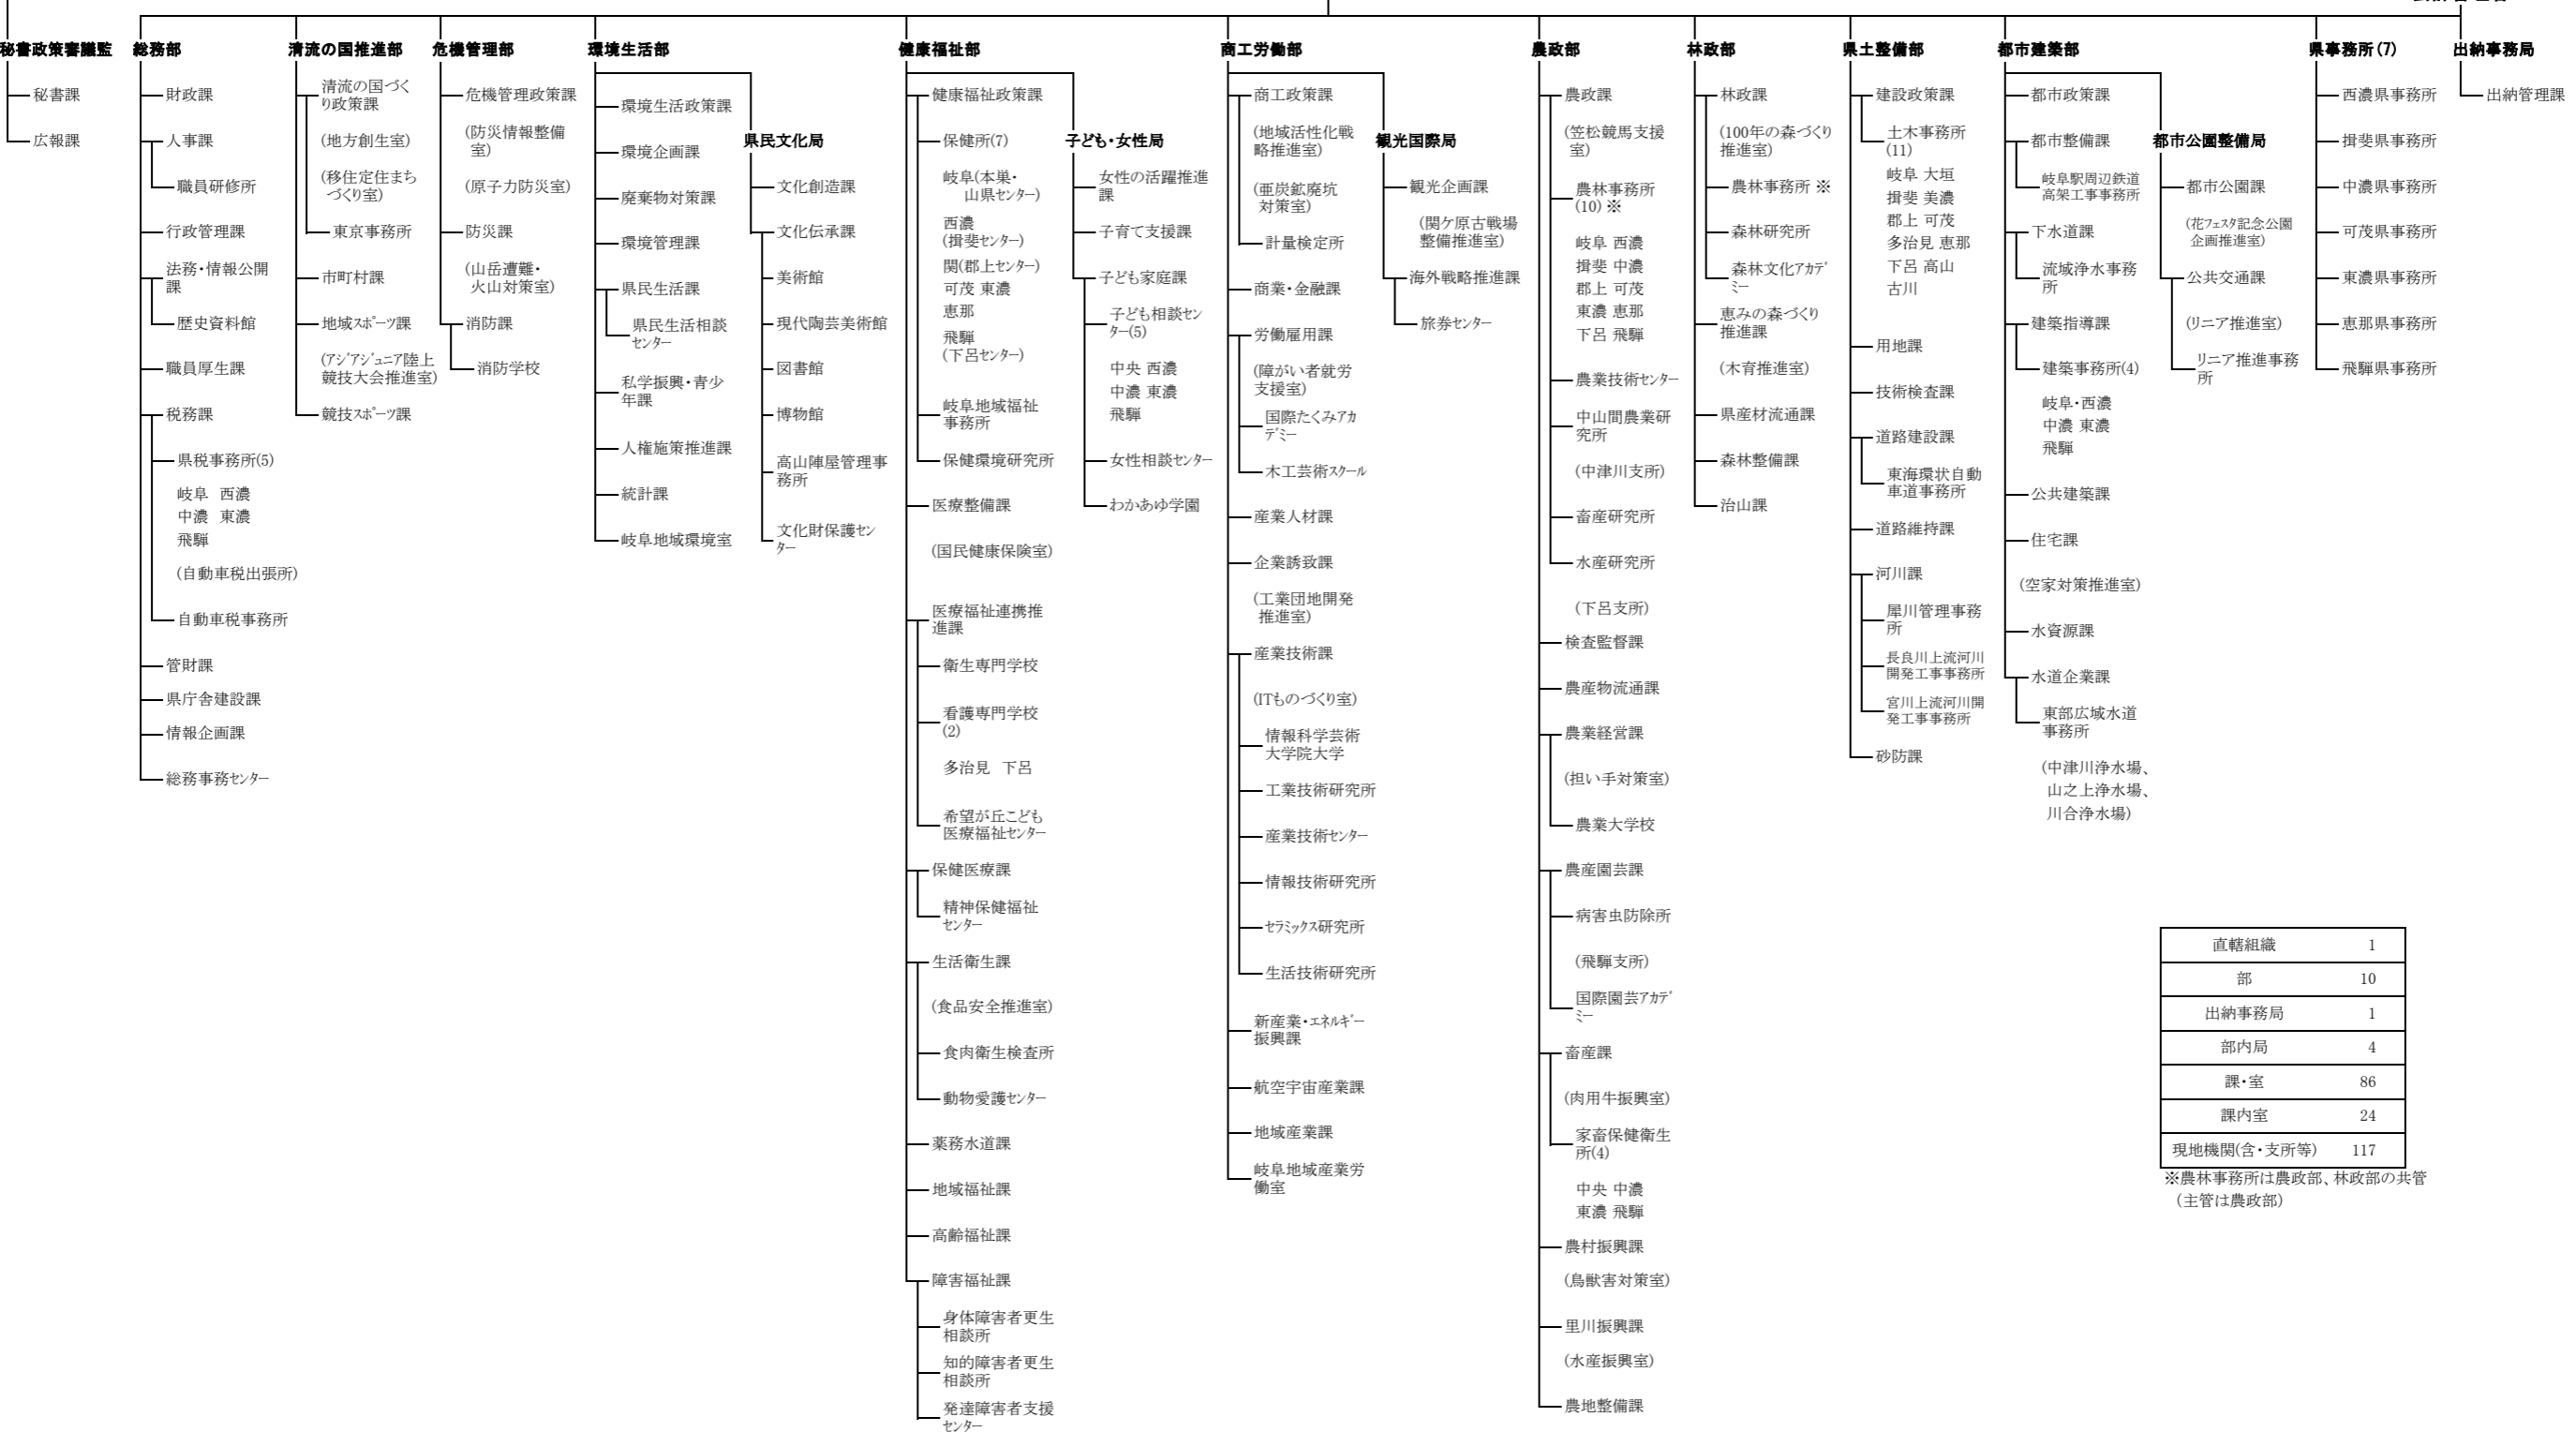 秘書政策審議監
秘書課
広報課
総務部
財政課
人事課
職員研修所
行政管理課
法務・情報公開
課
歴史資料館
職員厚生課
税務課
県税事務所(5)
岐阜 西濃
中濃 東濃
飛騨
(自動車税出張所)
自動車税事務所
管財課
県庁舎建設課
情報企画課
総務事務センター
清流の国推進部
清流の国づく
り政策課
(地方創生室)
(移住定住まち
づくり室)
東京事務所
市町村課
地域スポーツ課
(アジアジュニア陸上
競技大会推進室)
競技スポーツ課
危機管理部
危機管理政策課
(防災情報整備
室)
(原子力防災室)
防災課
(山岳遭難・
火山対策室)
消防課
消防学校
環境生活部
環境生活政策課
環境企画課
廃棄物対策課
環境管理課
県民生活課
県民生活相談
センター
私学振興・青少
年課
人権施策推進課
統計課
岐阜地域環境室
県民文化局
文化創造課
文化伝承課
美術館
現代陶芸美術館
図書館
博物館
高山陣屋管理事
務所
文化財保護セン
ター
健康福祉部
健康福祉政策課
保健所(7)
岐阜(本巣・
山県センター)
西濃
(揖斐センター)
関(郡上センター)
可茂 東濃
恵那
飛騨
(下呂センター)
岐阜地域福祉
事務所
保健環境研究所
医療整備課
(国民健康保険室)
医療福祉連携推
進課
衛生専門学校
看護専門学校
(2)
多治見 下呂
希望が丘こども
医療福祉センター
保健医療課
精神保健福祉
センター
生活衛生課
(食品安全推進室)
食肉衛生検査所
動物愛護センター
薬務水道課
地域福祉課
高齢福祉課
障害福祉課
身体障害者更生
相談所
知的障害者更生
相談所
発達障害者支援
センター
子ども・女性局
女性の活躍推進
課
子育て支援課
子ども家庭課
子ども相談セン
ター(5)
中央 西濃
中濃 東濃
飛騨
女性相談センター
わかあゆ学園
商工労働部
商工政策課
(地域活性化戦
略推進室)
(亜炭鉱廃坑
対策室)
計量検定所
商業・金融課
労働雇用課
(障がい者就労
支援室)
国際たくみアカ
デミー
木工芸術スクール
産業人材課
企業誘致課
(工業団地開発
推進室)
産業技術課
(ITものづくり室)
情報科学芸術
大学院大学
工業技術研究所
産業技術センター
情報技術研究所
セラミックス研究所
生活技術研究所
新産業・エネルギー
振興課
航空宇宙産業課
地域産業課
岐阜地域産業労
働室
観光国際局
観光企画課
(関ケ原古戦場
整備推進室)
海外戦略推進課
旅券センター
農政部
農政課
(笠松競馬支援
室)
農林事務所
(10) ※
岐阜 西濃
揖斐 中濃
郡上 可茂
東濃 恵那
下呂 飛騨
農業技術センター
中山間農業研
究所
(中津川支所)
畜産研究所
水産研究所
(下呂支所)
検査監督課
農産物流通課
農業経営課
(担い手対策室)
農業大学校
農産園芸課
病害虫防除所
(飛騨支所)
国際園芸アカデ
ミー
畜産課
(肉用牛振興室)
家畜保健衛生
所(4)
中央 中濃
東濃 飛騨
農村振興課
(鳥獣害対策室)
里川振興課
(水産振興室)
農地整備課
林政部
林政課
(100年の森づくり
推進室)
農林事務所 ※
森林研究所
森林文化アカデ
ミー
恵みの森づくり
推進課
(木育推進室)
県産材流通課
森林整備課
治山課
県土整備部
建設政策課
土木事務所
(11)
岐阜 大垣
揖斐 美濃
郡上 可茂
多治見 恵那
下呂 高山
古川
用地課
技術検査課
道路建設課
東海環状自動
車道事務所
道路維持課
河川課
犀川管理事務
所
長良川上流河川
開発工事事務所
宮川上流河川開
発工事事務所
砂防課
都市建築部
都市政策課
都市整備課
岐阜駅周辺鉄道
高架工事事務所
下水道課
流域浄水事務
所
建築指導課
建築事務所(4)
岐阜・西濃
中濃 東濃
飛騨
公共建築課
住宅課
(空家対策推進室)
水資源課
水道企業課
東部広域水道
事務所
(中津川浄水場、
山之上浄水場、
川合浄水場)
都市公園整備局
都市公園課
(花フェスタ記念公園
企画推進室)
公共交通課
(リニア推進室)
リニア推進事務
所
県事務所(7)
西濃県事務所
揖斐県事務所
中濃県事務所
可茂県事務所
東濃県事務所
恵那県事務所
飛騨県事務所
出納事務局
出納管理課
直轄組織 1
部 10
出納事務局 1
部内局 4
課・室 86
課内室 24
現地機関(含・支所等) 117
※農林事務所は農政部、林政部の共管
(主管は農政部)